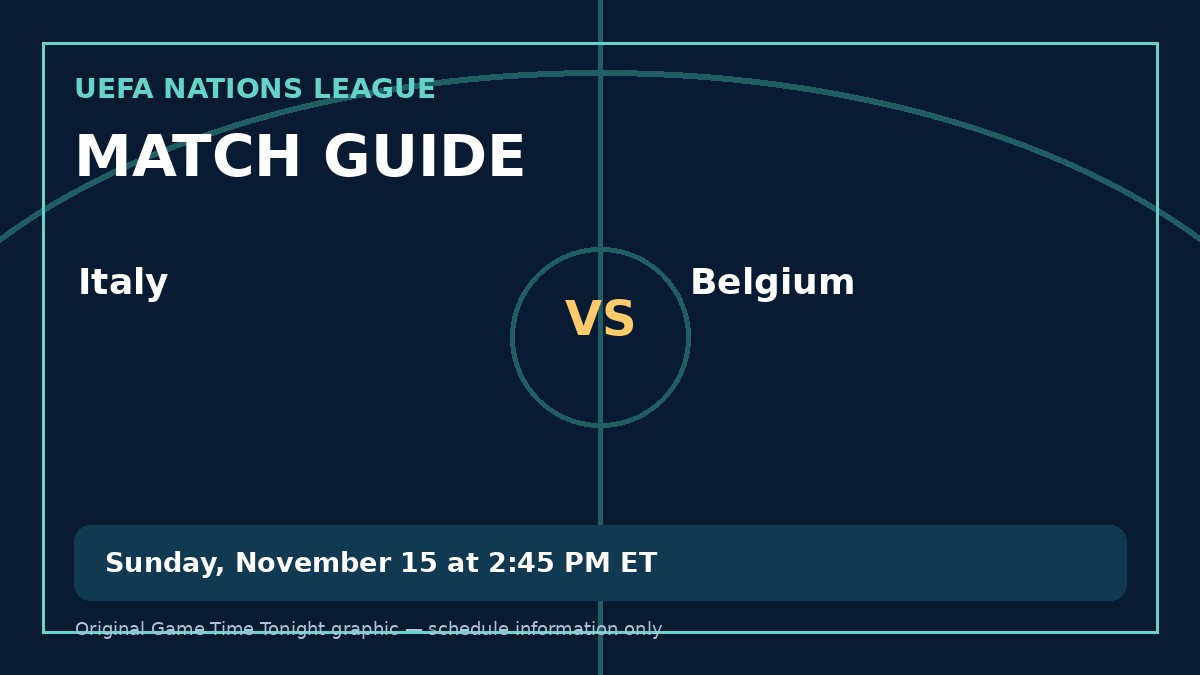 UEFA NATIONS LEAGUE
MATCH GUIDE
Italy
VS
Belgium
Sunday, November 15 at 2:45 PM ET
Original Game Time Tonight graphic — schedule information only